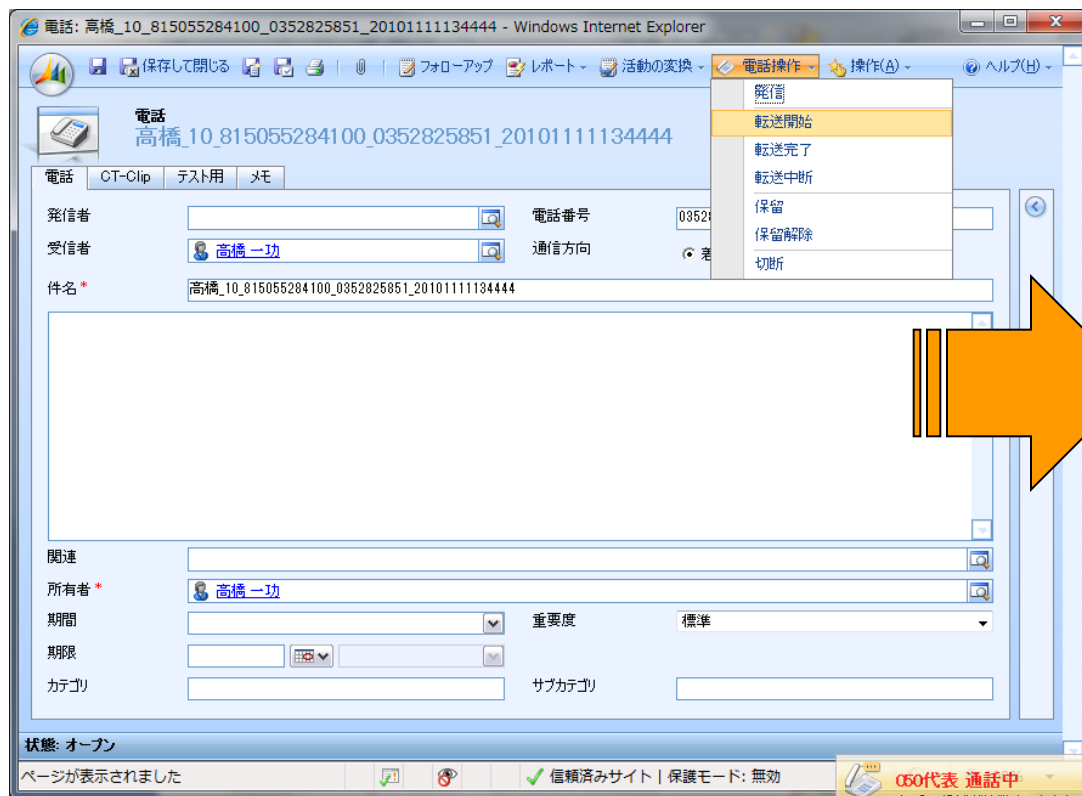 電話: 高橋_10_815055284100_0352825851_20101111134444 - Windows Internet Explorer
保存して閉じる フォローアップ レポート 活動の変換 電話操作 操作(A) ヘルプ(H)
発信
転送開始
転送完了
転送中断
保留
保留解除
切断
電話
高橋_10_815055284100_0352825851_20101111134444
電話 CT-Clip テスト用 メモ
発信者 電話番号 0352
受信者 高橋 一功 通信方向
件名* 高橋_10_815055284100_0352825851_20101111134444
関連
所有者* 高橋 一功
期間 重要度 標準
期限
カテゴリ サブカテゴリ
状態: オープン
ページが表示されました 信頼済みサイト | 保護モード: 無効
050代表 通話中